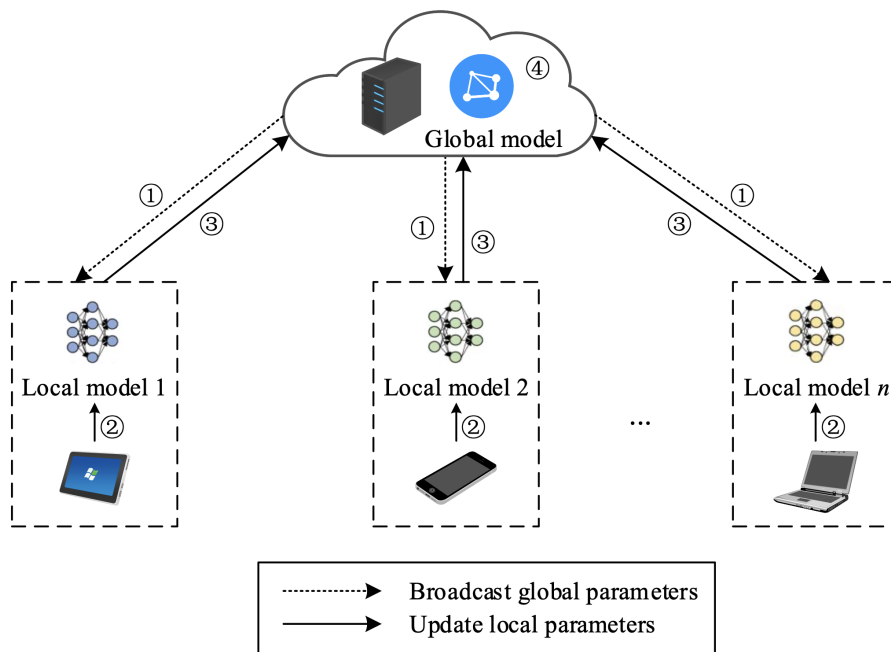 ④
Global model
① ① ①
③ ③ ③
Local model 1 Local model 2 Local model n
② ② ... ②
Broadcast global parameters
Update local parameters